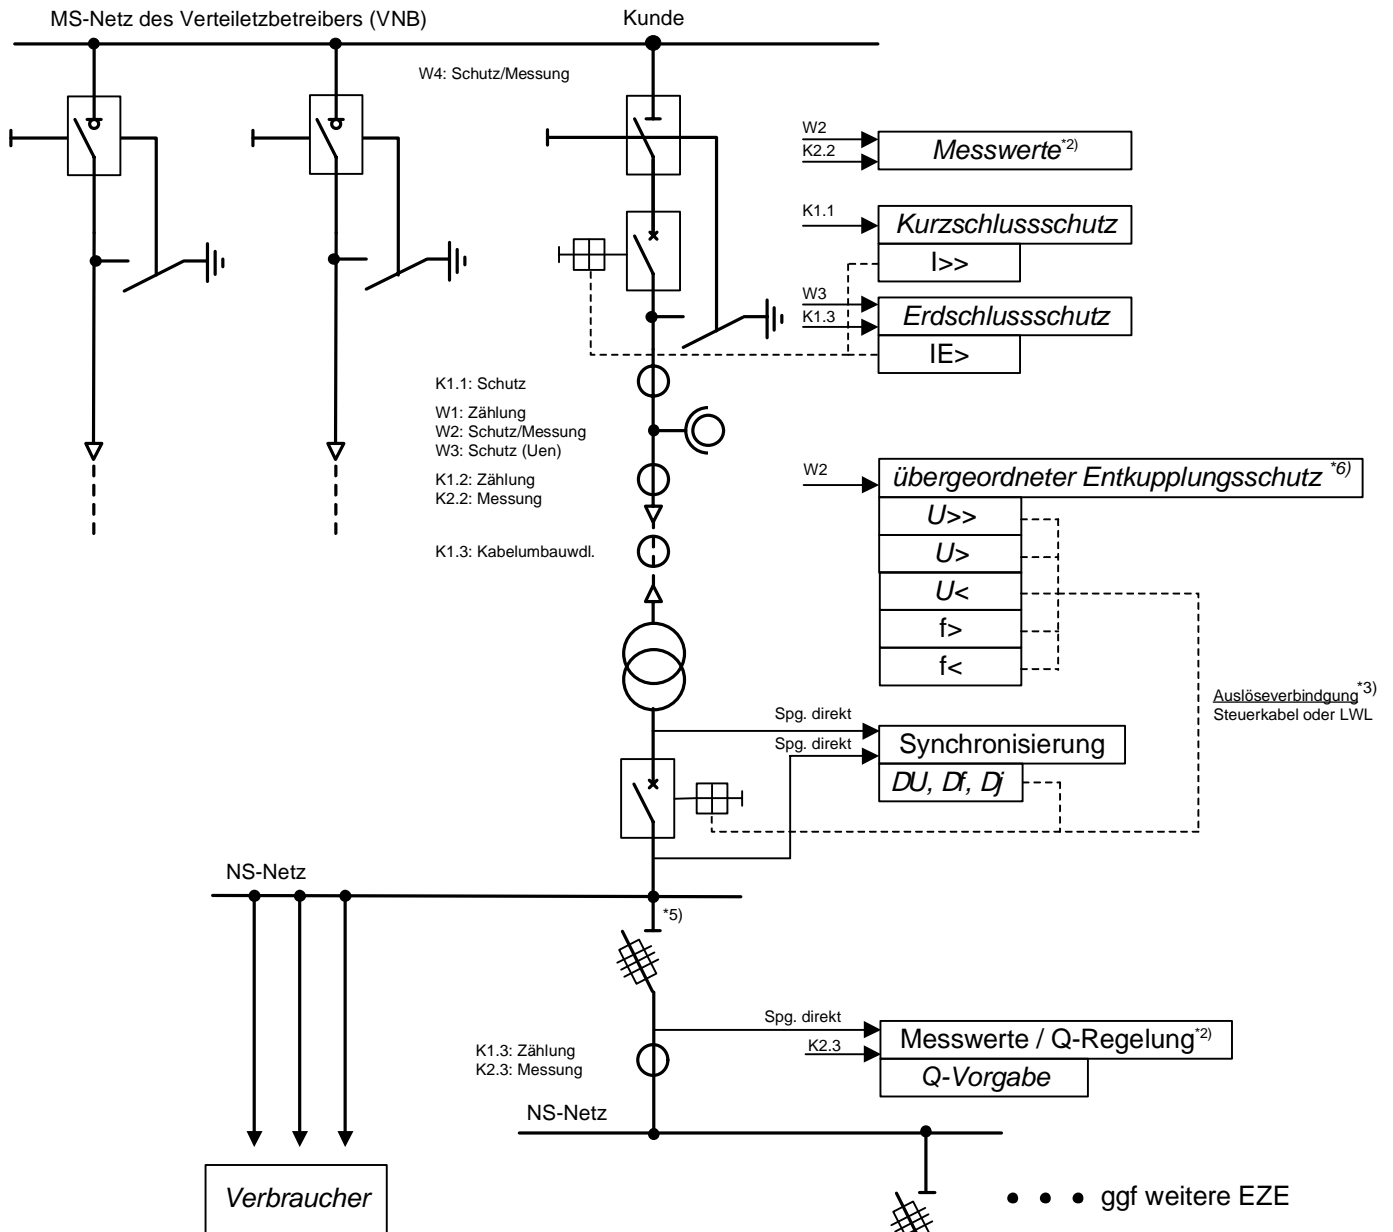 MS-Netz des Verteiletzbetreibers (VNB)
Kunde
W4: Schutz/Messung
W2
K2.2
Messwerte*2)
K1.1
Kurzschlussschutz
I>>
W3
K1.3
Erdschlussschutz
IE>
K1.1: Schutz
W1: Zählung
W2: Schutz/Messung
W3: Schutz (Uen)
K1.2: Zählung
K2.2: Messung
K1.3: Kabelumbauwdl.
W2
übergeordneter Entkupplungsschutz *6)
U>>
U>
U<
f>
f<
Auslöseverbindgung*3)
Steuerkabel oder LWL
Spg. direkt
Spg. direkt
Synchronisierung
DU, Df, Dj
NS-Netz
*5)
Spg. direkt
K2.3
Messwerte / Q-Regelung*2)
Q-Vorgabe
K1.3: Zählung
K2.3: Messung
NS-Netz
Verbraucher
• • • ggf weitere EZE